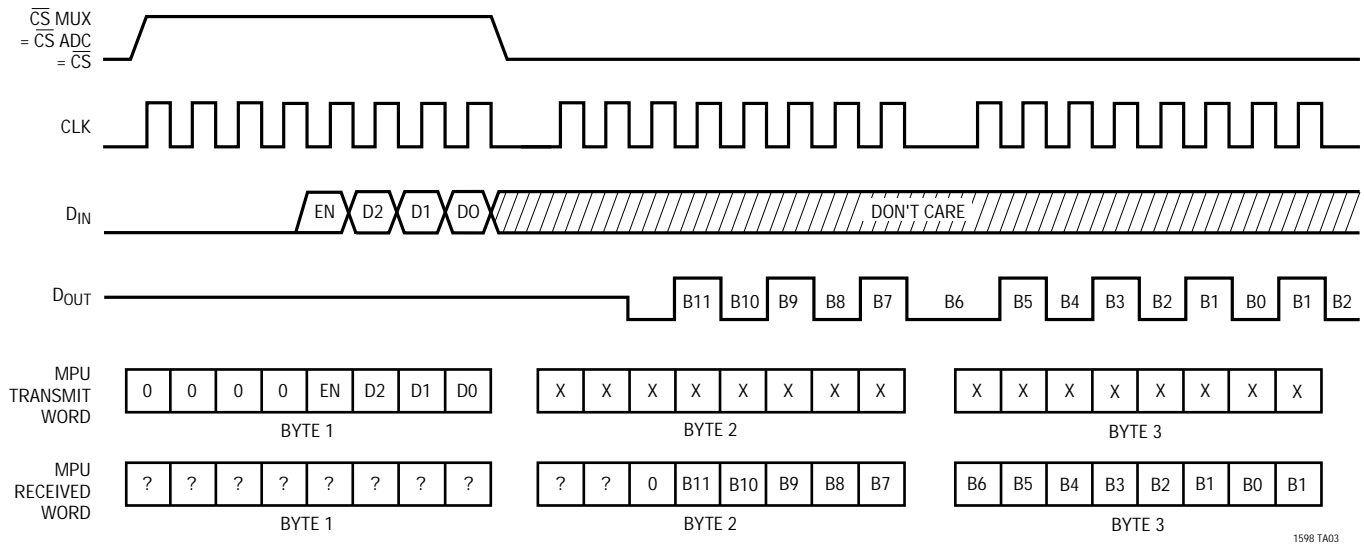 CS MUX
= CS ADC
= CS
CLK
DIN
EN D2 D1 DO
DON'T CARE
DOUT
B11 B10 B9 B8 B7 B6 B5 B4 B3 B2 B1 B0 B1 B2
MPU
TRANSMIT
WORD
0 0 0 0 EN D2 D1 D0
X X X X X X X X
X X X X X X X X
BYTE 1
BYTE 2
BYTE 3
MPU
RECEIVED
WORD
? ? ? ? ? ? ? ?
? ? 0 B11 B10 B9 B8 B7
B6 B5 B4 B3 B2 B1 B0 B1
BYTE 1
BYTE 2
BYTE 3
1598 TA03